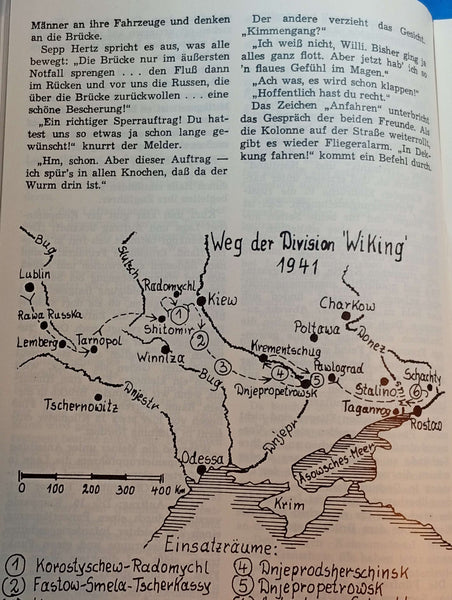 Männer an ihre Fahrzeuge und denken
an die Brücke.
Sepp Hertz spricht es aus, was alle
bewegt: „Die Brücke nur im äußersten
Notfall sprengen . . . den Fluß dann
im Rücken und vor uns die Russen, die
über die Brücke zurückwollen . . . eine
schöne Bescherung!"
„Ein richtiger Sperrauftrag! Du hat-
test uns so etwas ja schon lange ge-
wünscht!" knurrt der Melder.
„Hm, schon. Aber dieser Auftrag —
ich spür's in allen Knochen, daß da der
Wurm drin ist."
Der andere verzieht das Gesicht.
„Kimmengang?"
„Ich weiß nicht, Willi. Bisher ging ja
alles ganz flott. Aber jetzt hab' ich so
'n flaues Gefühl im Magen."
„Ach was, es wird schon klappen!"
„Hoffentlich hast du recht."
Das Zeichen „Anfahren" unterbricht
das Gespräch der beiden Freunde. Als
die Kolonne auf der Straße weiterrollt,
gibt es wieder Fliegeralarm. „In Dek-
kung fahren!" kommt ein Befehl durch.
Weg der Division 'Wiking'
1941
Bug
Slutsch
Lublin
Radomychl
1
Kiew
Charkow
Rawa Russka
Shitomir
Poltawa
Donez
Lemberg
Tarnopol
2
Winniza
Krementschug
3
Bug
4
5
Pawlograd
Schachty
Dnjepropetrowsk
Stalino
6
Tschernowitz
Dnjestr
Taganrog
Rostow
Dnjepr
Odessa
Asowsches Meer
0 100 200 300 400 Km
Krim
Einsatzräume:
1 Korostyschew-Radomychl
2 Fastow-Smela-Tscherkassy
4 Dnjeprodsherschinsk
5 Dnjepropetrowsk